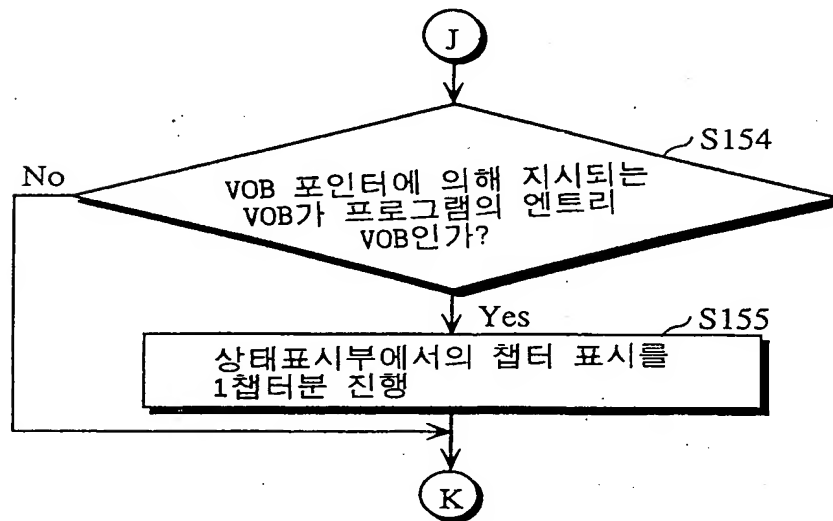 J
S154
No
VOB 포인터에 의해 지시되는
VOB가 프로그램의 엔트리
VOB인가?
Yes
S155
상태표시부에서의 챕터 표시를
1챕터분 진행
K